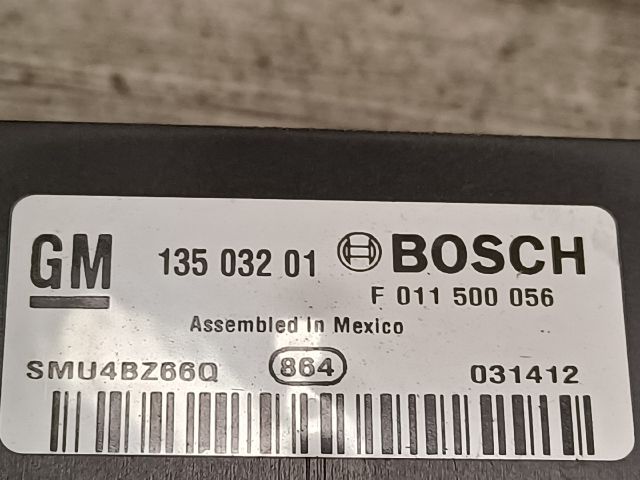 GM 135 032 01 BOSCH
F 011 500 056
Assembled in Mexico
SMU4BZ66Q 864 031412